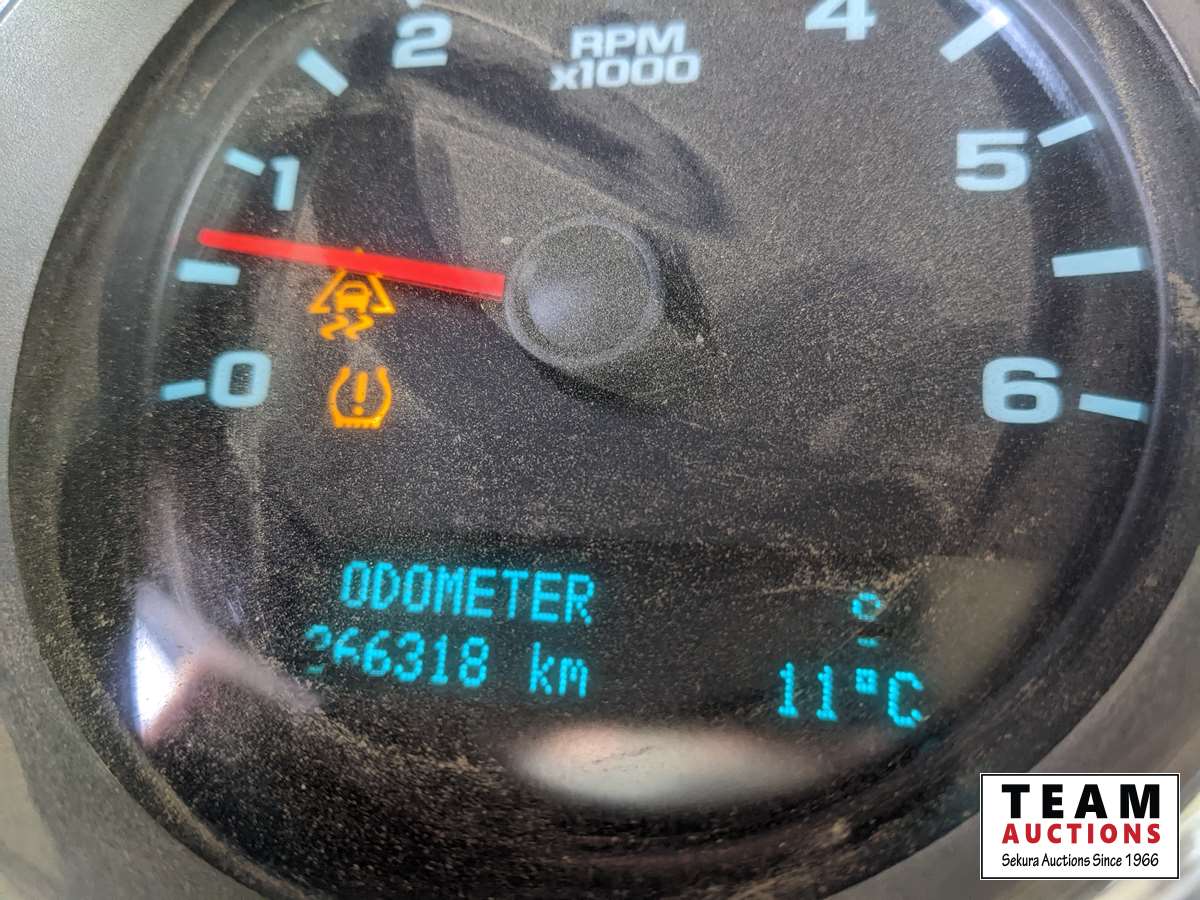 2
RPM
x1000
4
1
5
0
6
ODOMETER
266318 km
11°C
TEAM
AUCTIONS
Sekura Auctions Since 1966